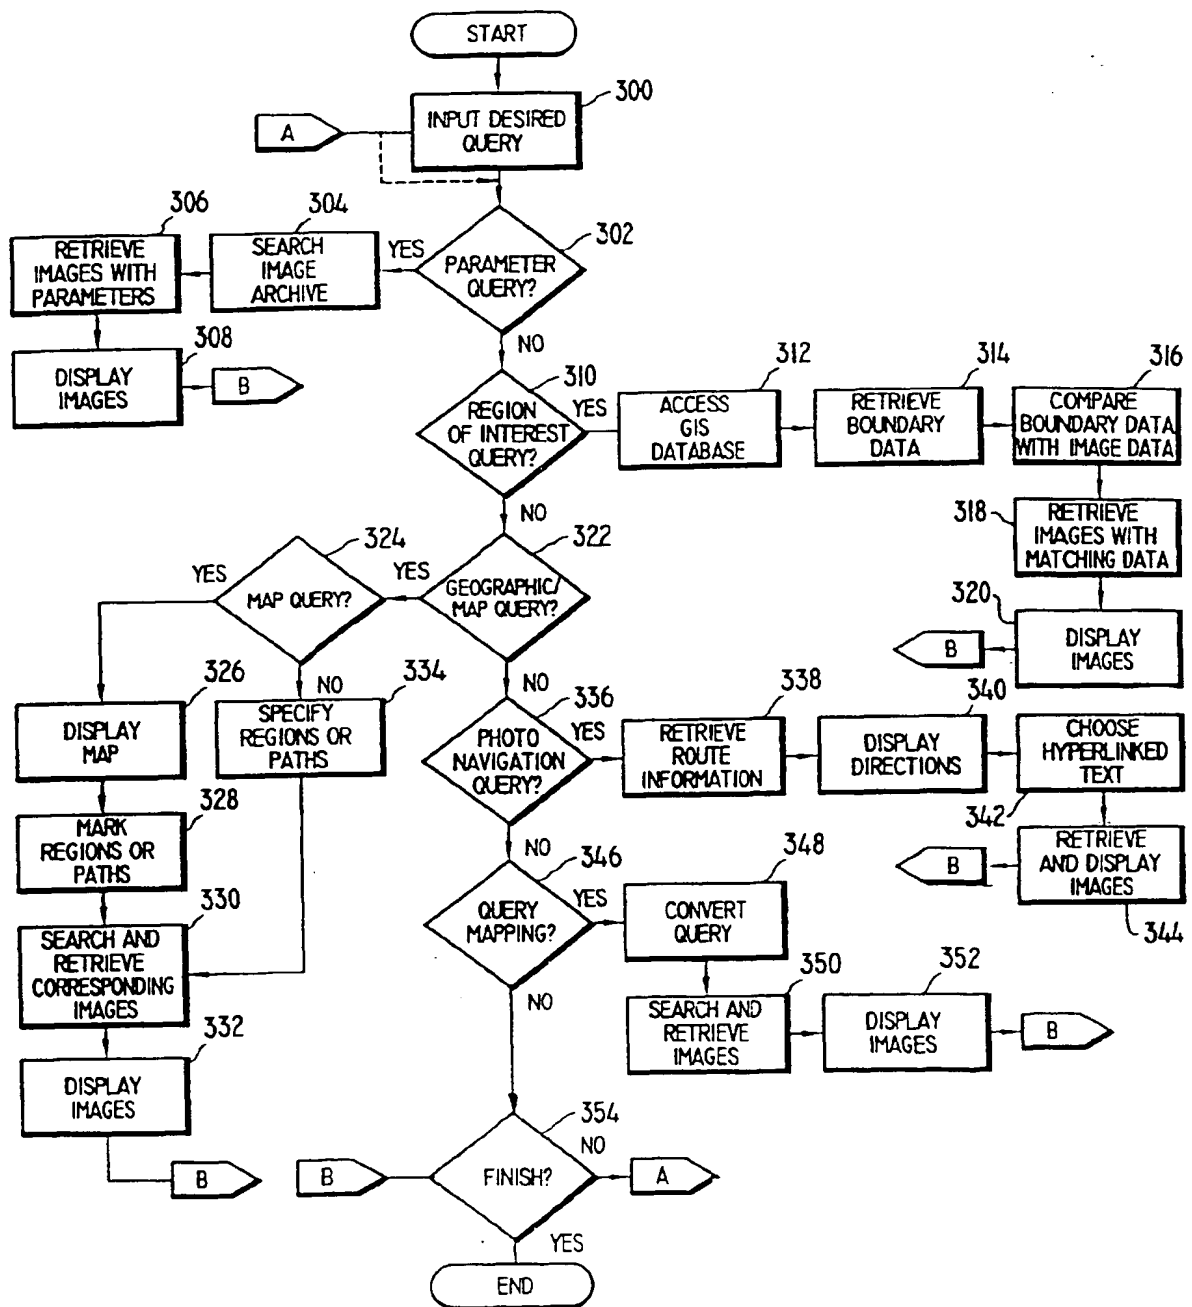 START
300
INPUT DESIRED
QUERY
A
306
304
302
RETRIEVE
IMAGES WITH
PARAMETERS
SEARCH
IMAGE
ARCHIVE
YES
PARAMETER
QUERY?
NO
308
DISPLAY
IMAGES
B
310
REGION
OF INTEREST
QUERY?
YES
NO
312
ACCESS
GIS
DATABASE
314
RETRIEVE
BOUNDARY
DATA
316
COMPARE
BOUNDARY DATA
WITH IMAGE DATA
318
RETRIEVE
IMAGES WITH
MATCHING DATA
320
DISPLAY
IMAGES
B
322
GEOGRAPHIC/
MAP QUERY?
YES
NO
324
MAP QUERY?
YES
NO
326
DISPLAY
MAP
334
SPECIFY
REGIONS OR
PATHS
328
MARK
REGIONS OR
PATHS
330
SEARCH AND
RETRIEVE
CORRESPONDING
IMAGES
332
DISPLAY
IMAGES
B
336
PHOTO
NAVIGATION
QUERY?
YES
NO
338
RETRIEVE
ROUTE
INFORMATION
340
DISPLAY
DIRECTIONS
CHOOSE
HYPERLINKED
TEXT
342
RETRIEVE
AND DISPLAY
IMAGES
344
B
346
QUERY
MAPPING?
YES
NO
348
CONVERT
QUERY
350
SEARCH AND
RETRIEVE
IMAGES
352
DISPLAY
IMAGES
B
354
B
FINISH?
NO
A
YES
END